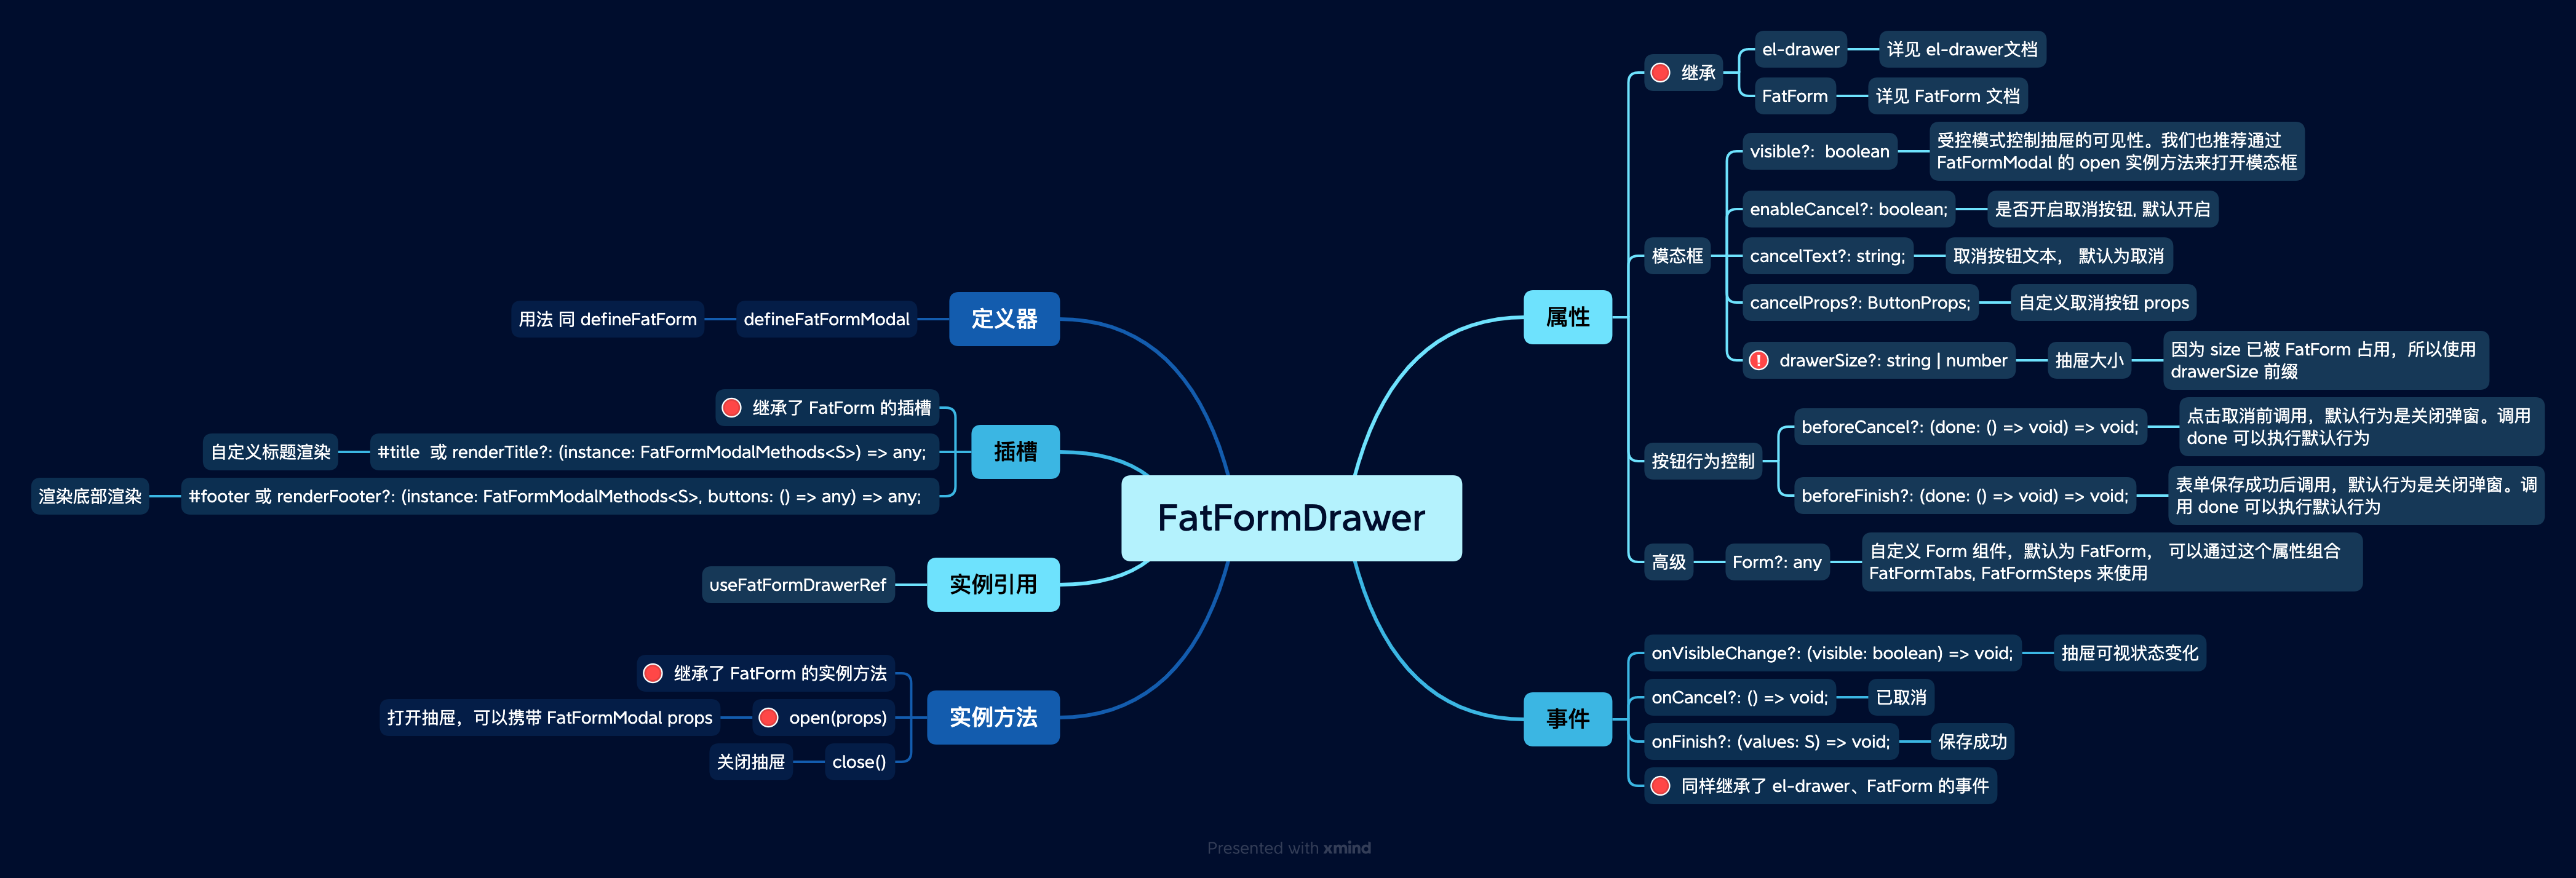 FatFormDrawer
属性
继承
el-drawer
详见 el-drawer文档
FatForm
详见 FatForm 文档
模态框
visible?:  boolean
受控模式控制抽屉的可见性。我们也推荐通过
FatFormModal 的 open 实例方法来打开模态框
enableCancel?: boolean;
是否开启取消按钮, 默认开启
cancelText?: string;
取消按钮文本， 默认为取消
cancelProps?: ButtonProps;
自定义取消按钮 props
drawerSize?: string | number
抽屉大小
因为 size 已被 FatForm 占用，所以使用
drawerSize 前缀
按钮行为控制
beforeCancel?: (done: () => void) => void;
点击取消前调用，默认行为是关闭弹窗。调用
done 可以执行默认行为
beforeFinish?: (done: () => void) => void;
表单保存成功后调用，默认行为是关闭弹窗。调
用 done 可以执行默认行为
高级
Form?: any
自定义 Form 组件，默认为 FatForm， 可以通过这个属性组合
FatFormTabs, FatFormSteps 来使用
事件
onVisibleChange?: (visible: boolean) => void;
抽屉可视状态变化
onCancel?: () => void;
已取消
onFinish?: (values: S) => void;
保存成功
同样继承了 el-drawer、FatForm 的事件
定义器
defineFatFormModal
用法 同 defineFatForm
插槽
继承了 FatForm 的插槽
#title  或 renderTitle?: (instance: FatFormModalMethods<S>) => any;
自定义标题渲染
#footer 或 renderFooter?: (instance: FatFormModalMethods<S>, buttons: () => any) => any;
渲染底部渲染
实例引用
useFatFormDrawerRef
实例方法
继承了 FatForm 的实例方法
open(props)
打开抽屉，可以携带 FatFormModal props
close()
关闭抽屉
Presented with xmind